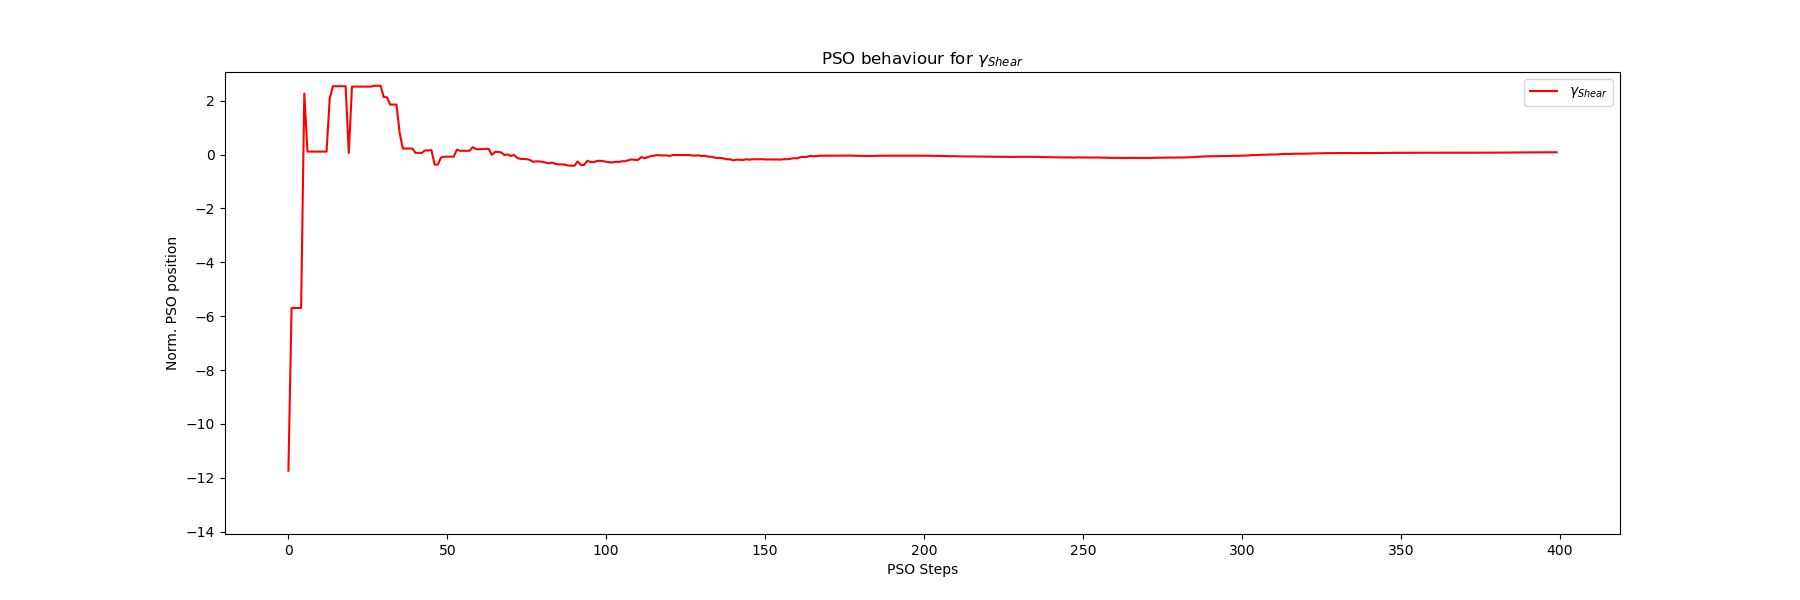 PSO behaviour for γShear
γShear
Norm. PSO position
2
0
−2
−4
−6
−8
−10
−12
−14
0 50 100 150 200 250 300 350 400
PSO Steps